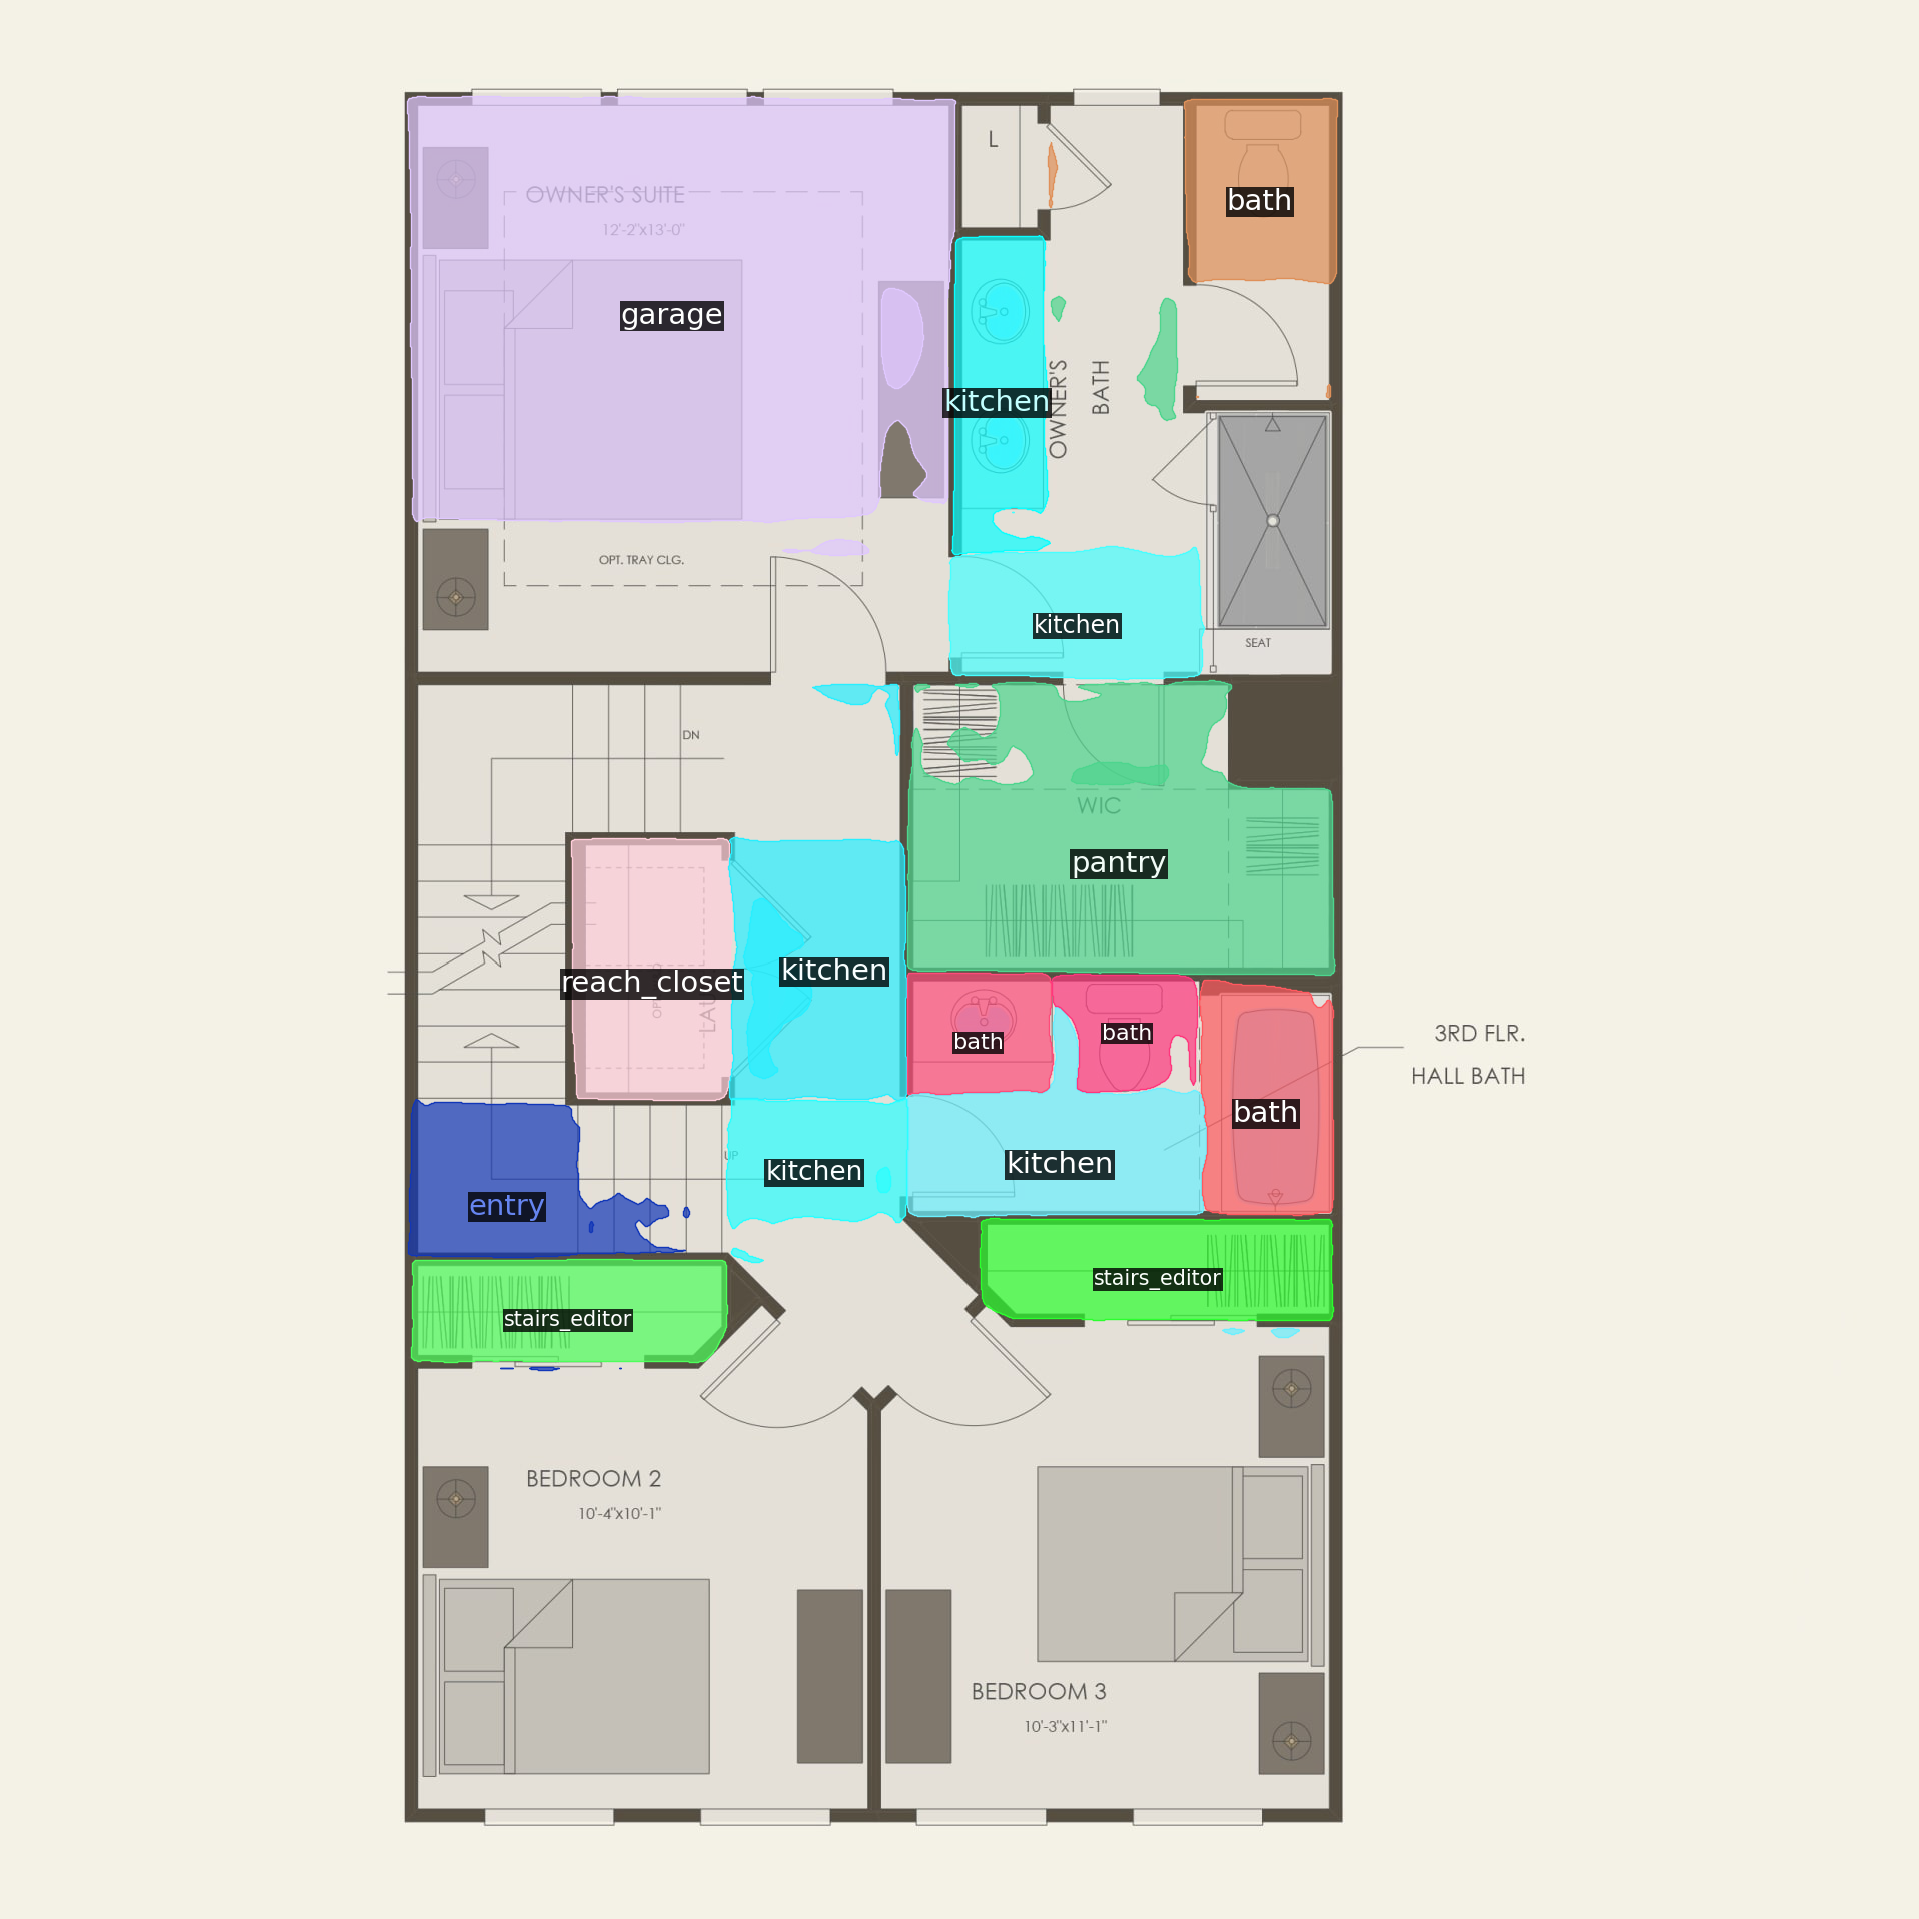 L
OWNER'S SUITE
12'-2"x13'-0"
bath
garage
kitchen
OWNER'S
BATH
OPT. TRAY CLG.
kitchen
SEAT
DN
WIC
pantry
reach_closet
kitchen
bath
bath
3RD FLR.
HALL BATH
bath
UP
kitchen
kitchen
entry
stairs_editor
stairs_editor
BEDROOM 2
10'-4"x10'-1"
BEDROOM 3
10'-3"x11'-1"